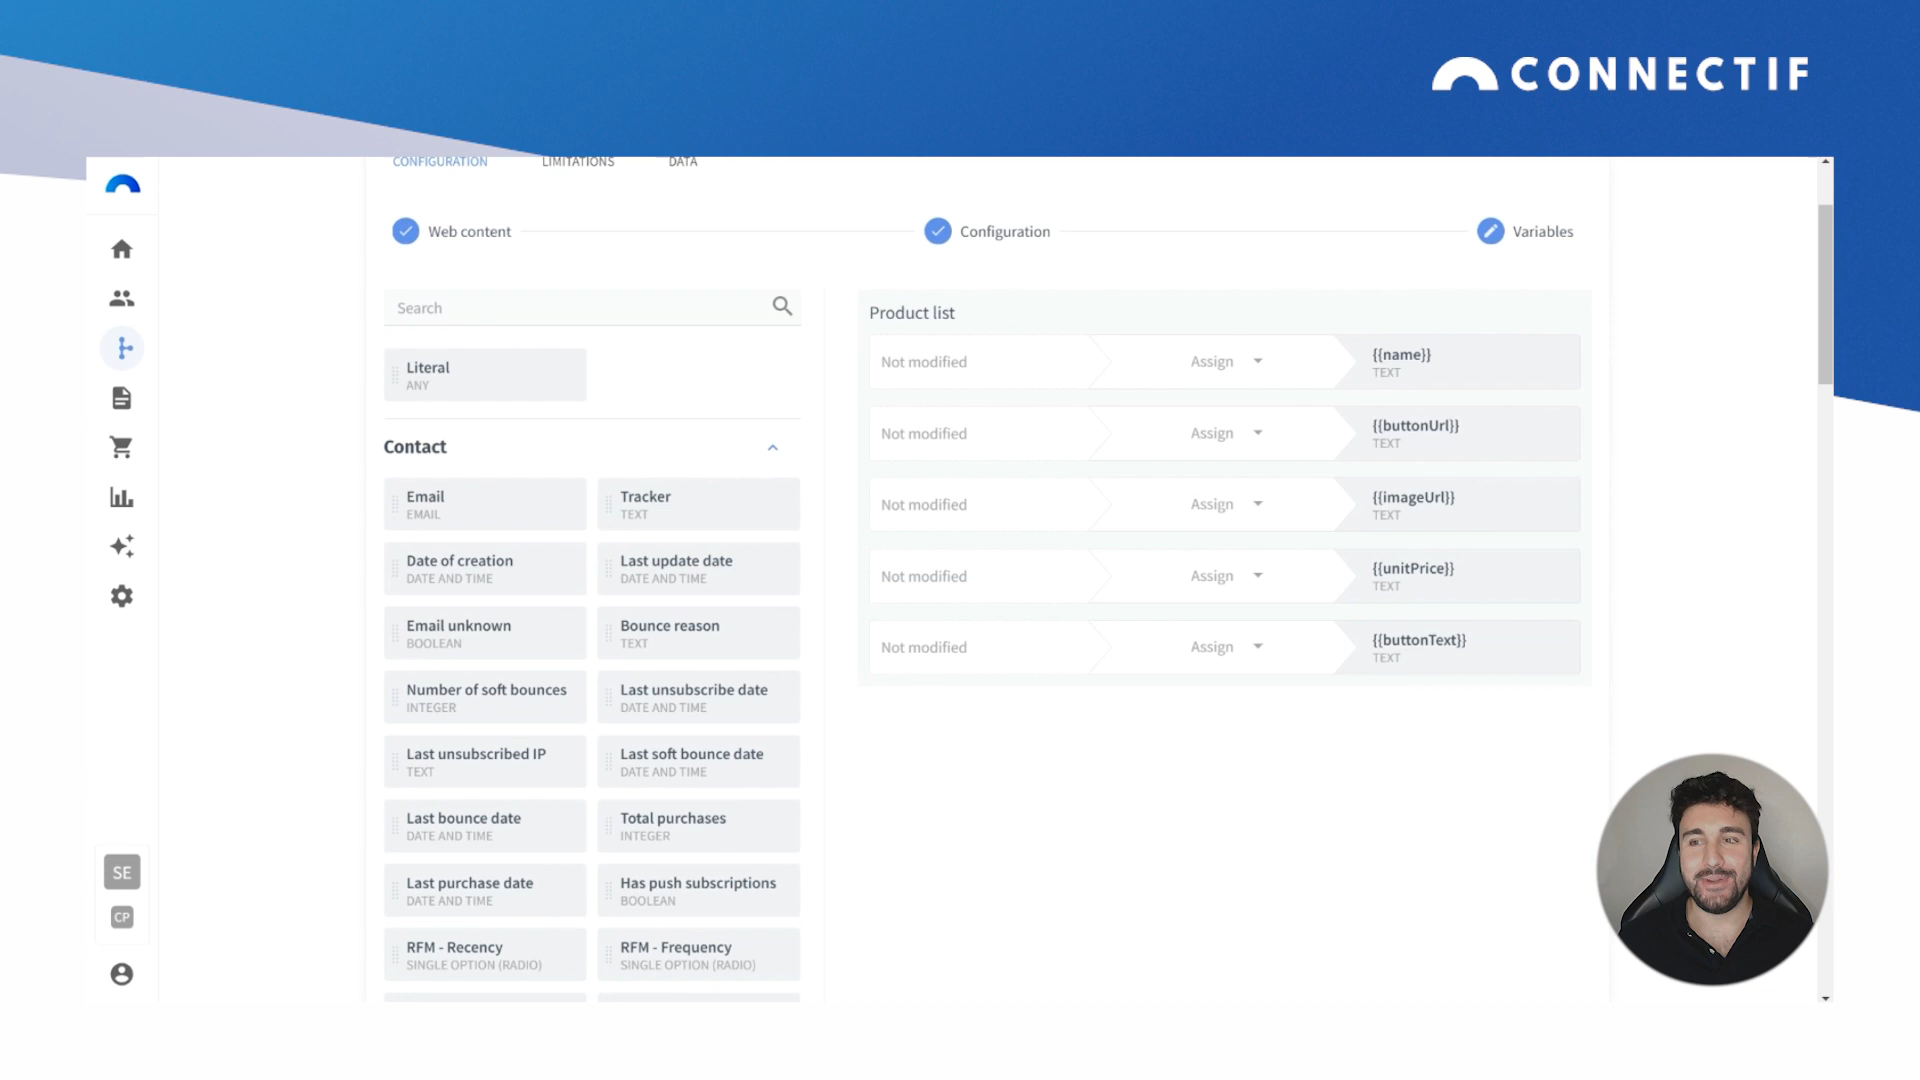 CONNECTIF
CONFIGURATION LIMITATIONS DATA
Web content Configuration Variables
Search
Literal
ANY
Contact
Email
EMAIL
Tracker
TEXT
Date of creation
DATE AND TIME
Last update date
DATE AND TIME
Email unknown
BOOLEAN
Bounce reason
TEXT
Number of soft bounces
INTEGER
Last unsubscribe date
DATE AND TIME
Last unsubscribed IP
TEXT
Last soft bounce date
DATE AND TIME
Last bounce date
DATE AND TIME
Total purchases
INTEGER
Last purchase date
DATE AND TIME
Has push subscriptions
BOOLEAN
RFM - Recency
SINGLE OPTION (RADIO)
RFM - Frequency
SINGLE OPTION (RADIO)
Product list
Not modified Assign {{name}}
TEXT
Not modified Assign {{buttonUrl}}
TEXT
Not modified Assign {{imageUrl}}
TEXT
Not modified Assign {{unitPrice}}
TEXT
Not modified Assign {{buttonText}}
TEXT
SE
CP